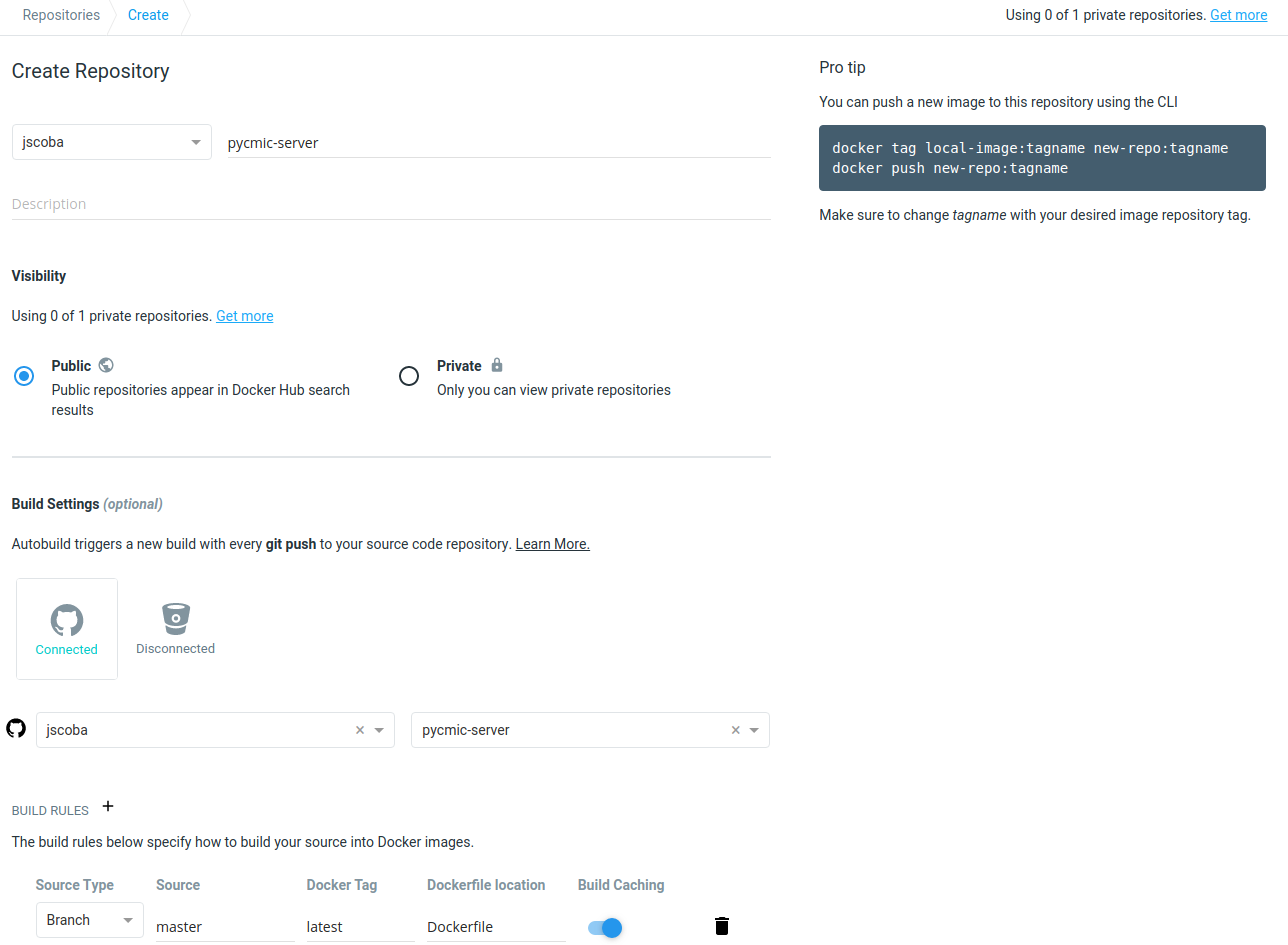 Repositories Create Using 0 of 1 private repositories. Get more
Create Repository
jscoba pycmic-server
Description
Visibility
Using 0 of 1 private repositories. Get more
Public
Public repositories appear in Docker Hub search
results
Private
Only you can view private repositories
Build Settings (optional)
Autobuild triggers a new build with every git push to your source code repository. Learn More.
Connected Disconnected
jscoba × pycmic-server ×
BUILD RULES +
The build rules below specify how to build your source into Docker images.
Source Type Source Docker Tag Dockerfile location Build Caching
Branch master latest Dockerfile
Pro tip
You can push a new image to this repository using the CLI
docker tag local-image:tagname new-repo:tagname
docker push new-repo:tagname
Make sure to change tagname with your desired image repository tag.